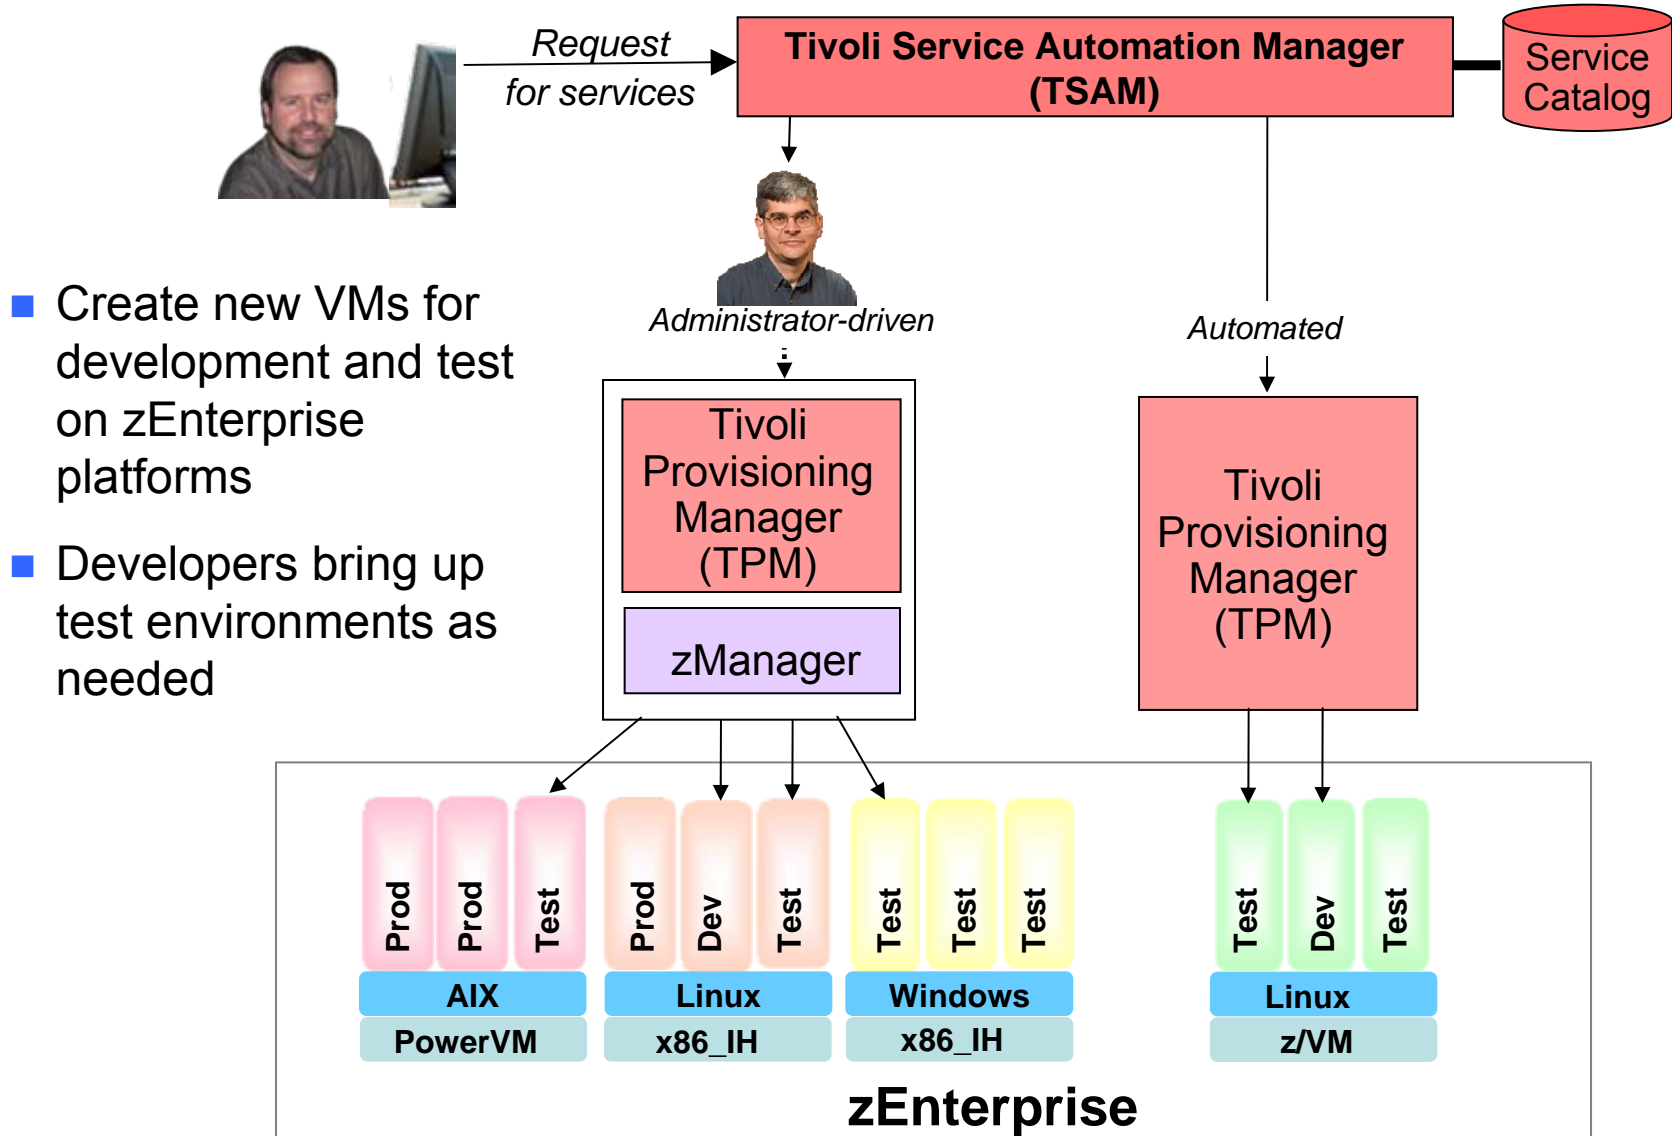 Request
for services
Tivoli Service Automation Manager
(TSAM)
Service
Catalog
Create new VMs for
development and test
on zEnterprise
platforms
Developers bring up
test environments as
needed
Administrator-driven
Automated
Tivoli
Provisioning
Manager
(TPM)
zManager
Tivoli
Provisioning
Manager
(TPM)
Prod
Prod
Test
Prod
Dev
Test
Test
Test
Test
Test
Dev
Test
AIX
Linux
Windows
Linux
PowerVM
x86_IH
x86_IH
z/VM
zEnterprise